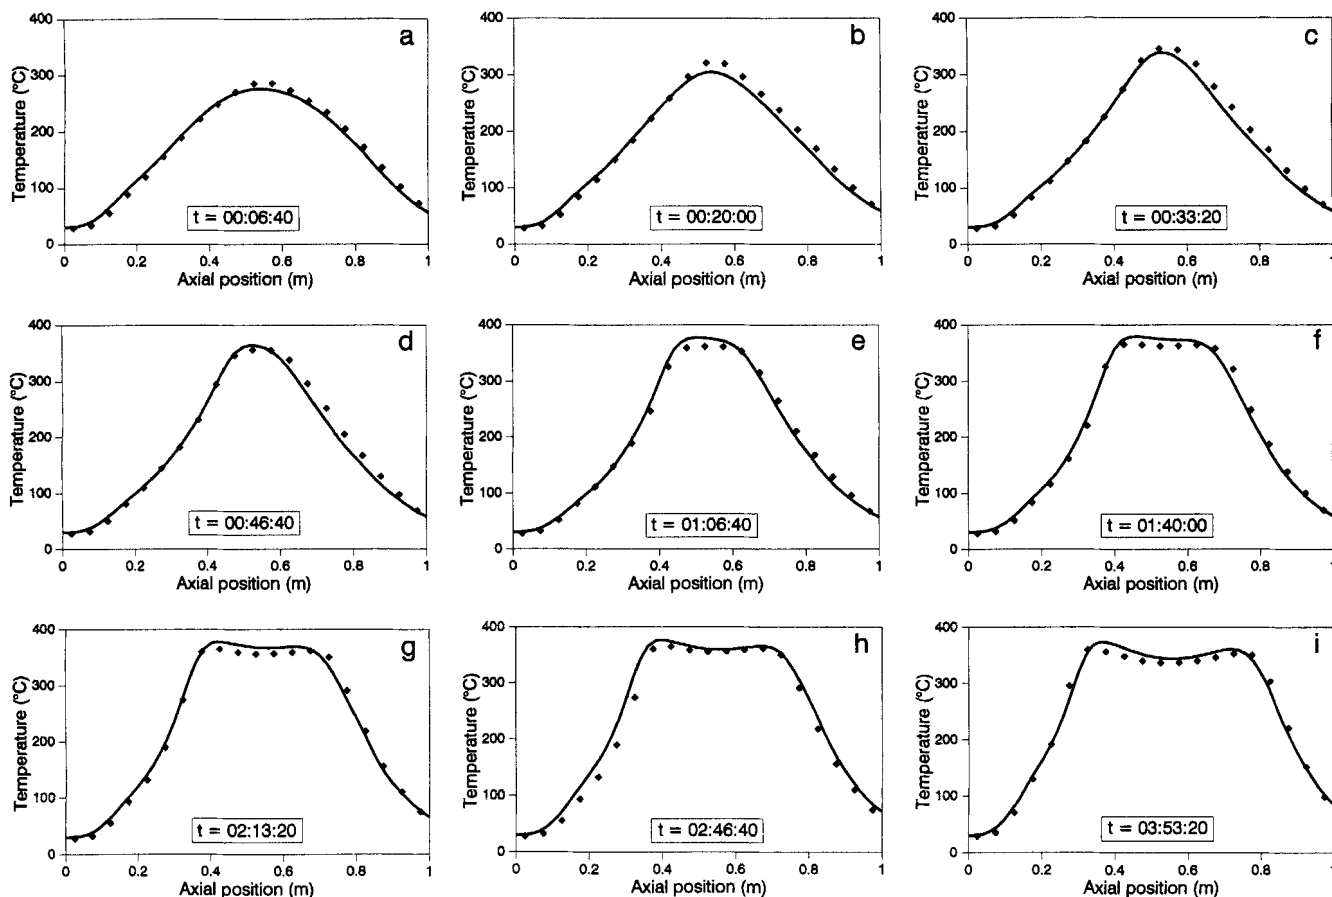 a
Temperature (°C)
400
300
200
100
0
t = 00:06:40
0 0.2 0.4 0.6 0.8 1
Axial position (m)
b
Temperature (°C)
400
300
200
100
0
t = 00:20:00
0 0.2 0.4 0.6 0.8 1
Axial position (m)
c
Temperature (°C)
400
300
200
100
0
t = 00:33:20
0 0.2 0.4 0.6 0.8 1
Axial position (m)
d
Temperature (°C)
400
300
200
100
0
t = 00:46:40
0 0.2 0.4 0.6 0.8 1
Axial position (m)
e
Temperature (°C)
400
300
200
100
0
t = 01:06:40
0 0.2 0.4 0.6 0.8 1
Axial position (m)
f
Temperature (°C)
400
300
200
100
0
t = 01:40:00
0 0.2 0.4 0.6 0.8 1
Axial position (m)
g
Temperature (°C)
400
300
200
100
0
t = 02:13:20
0 0.2 0.4 0.6 0.8 1
Axial position (m)
h
Temperature (°C)
400
300
200
100
0
t = 02:46:40
0 0.2 0.4 0.6 0.8 1
Axial position (m)
i
Temperature (°C)
400
300
200
100
0
t = 03:53:20
0 0.2 0.4 0.6 0.8 1
Axial position (m)